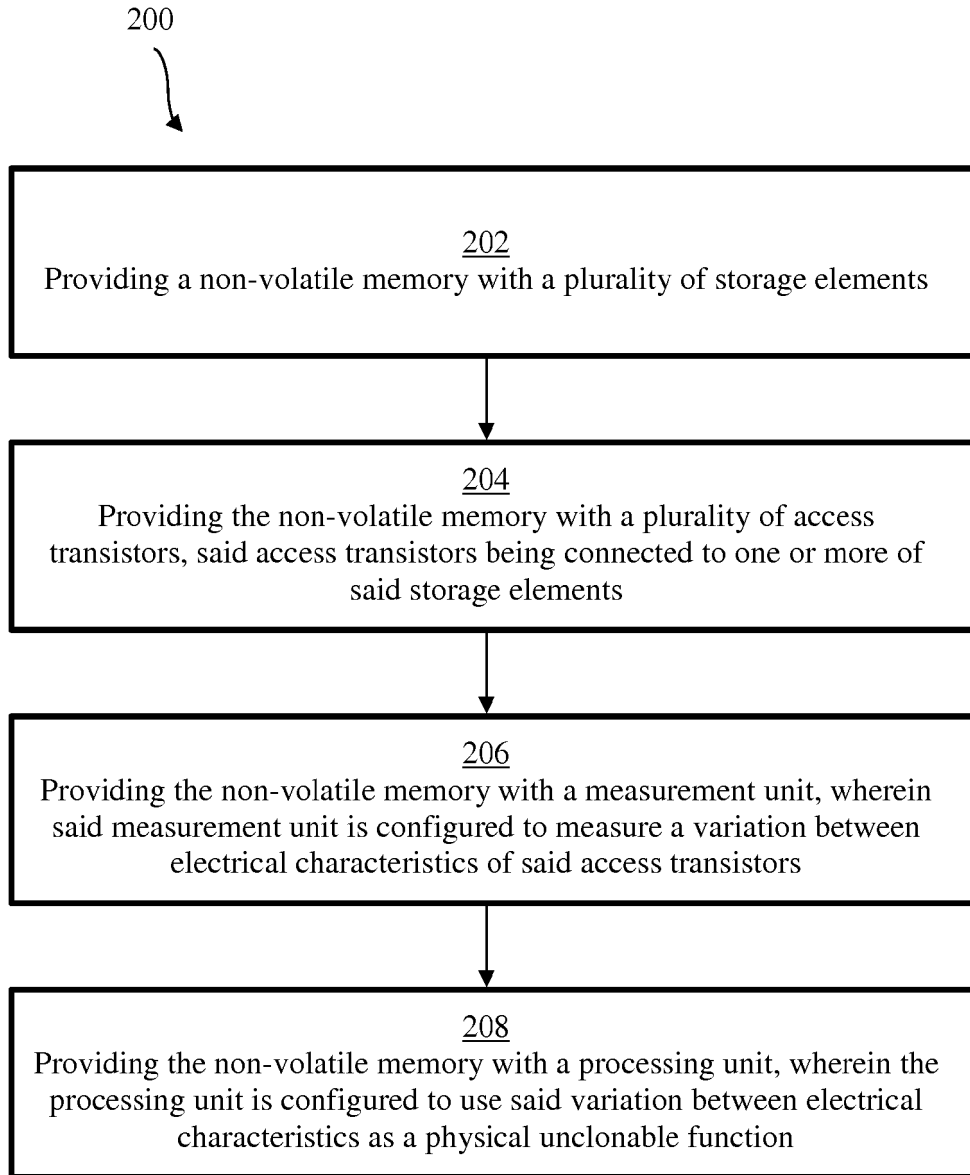 200
202
Providing a non-volatile memory with a plurality of storage elements
204
Providing the non-volatile memory with a plurality of access
transistors, said access transistors being connected to one or more of
said storage elements
206
Providing the non-volatile memory with a measurement unit, wherein
said measurement unit is configured to measure a variation between
electrical characteristics of said access transistors
208
Providing the non-volatile memory with a processing unit, wherein the
processing unit is configured to use said variation between electrical
characteristics as a physical unclonable function